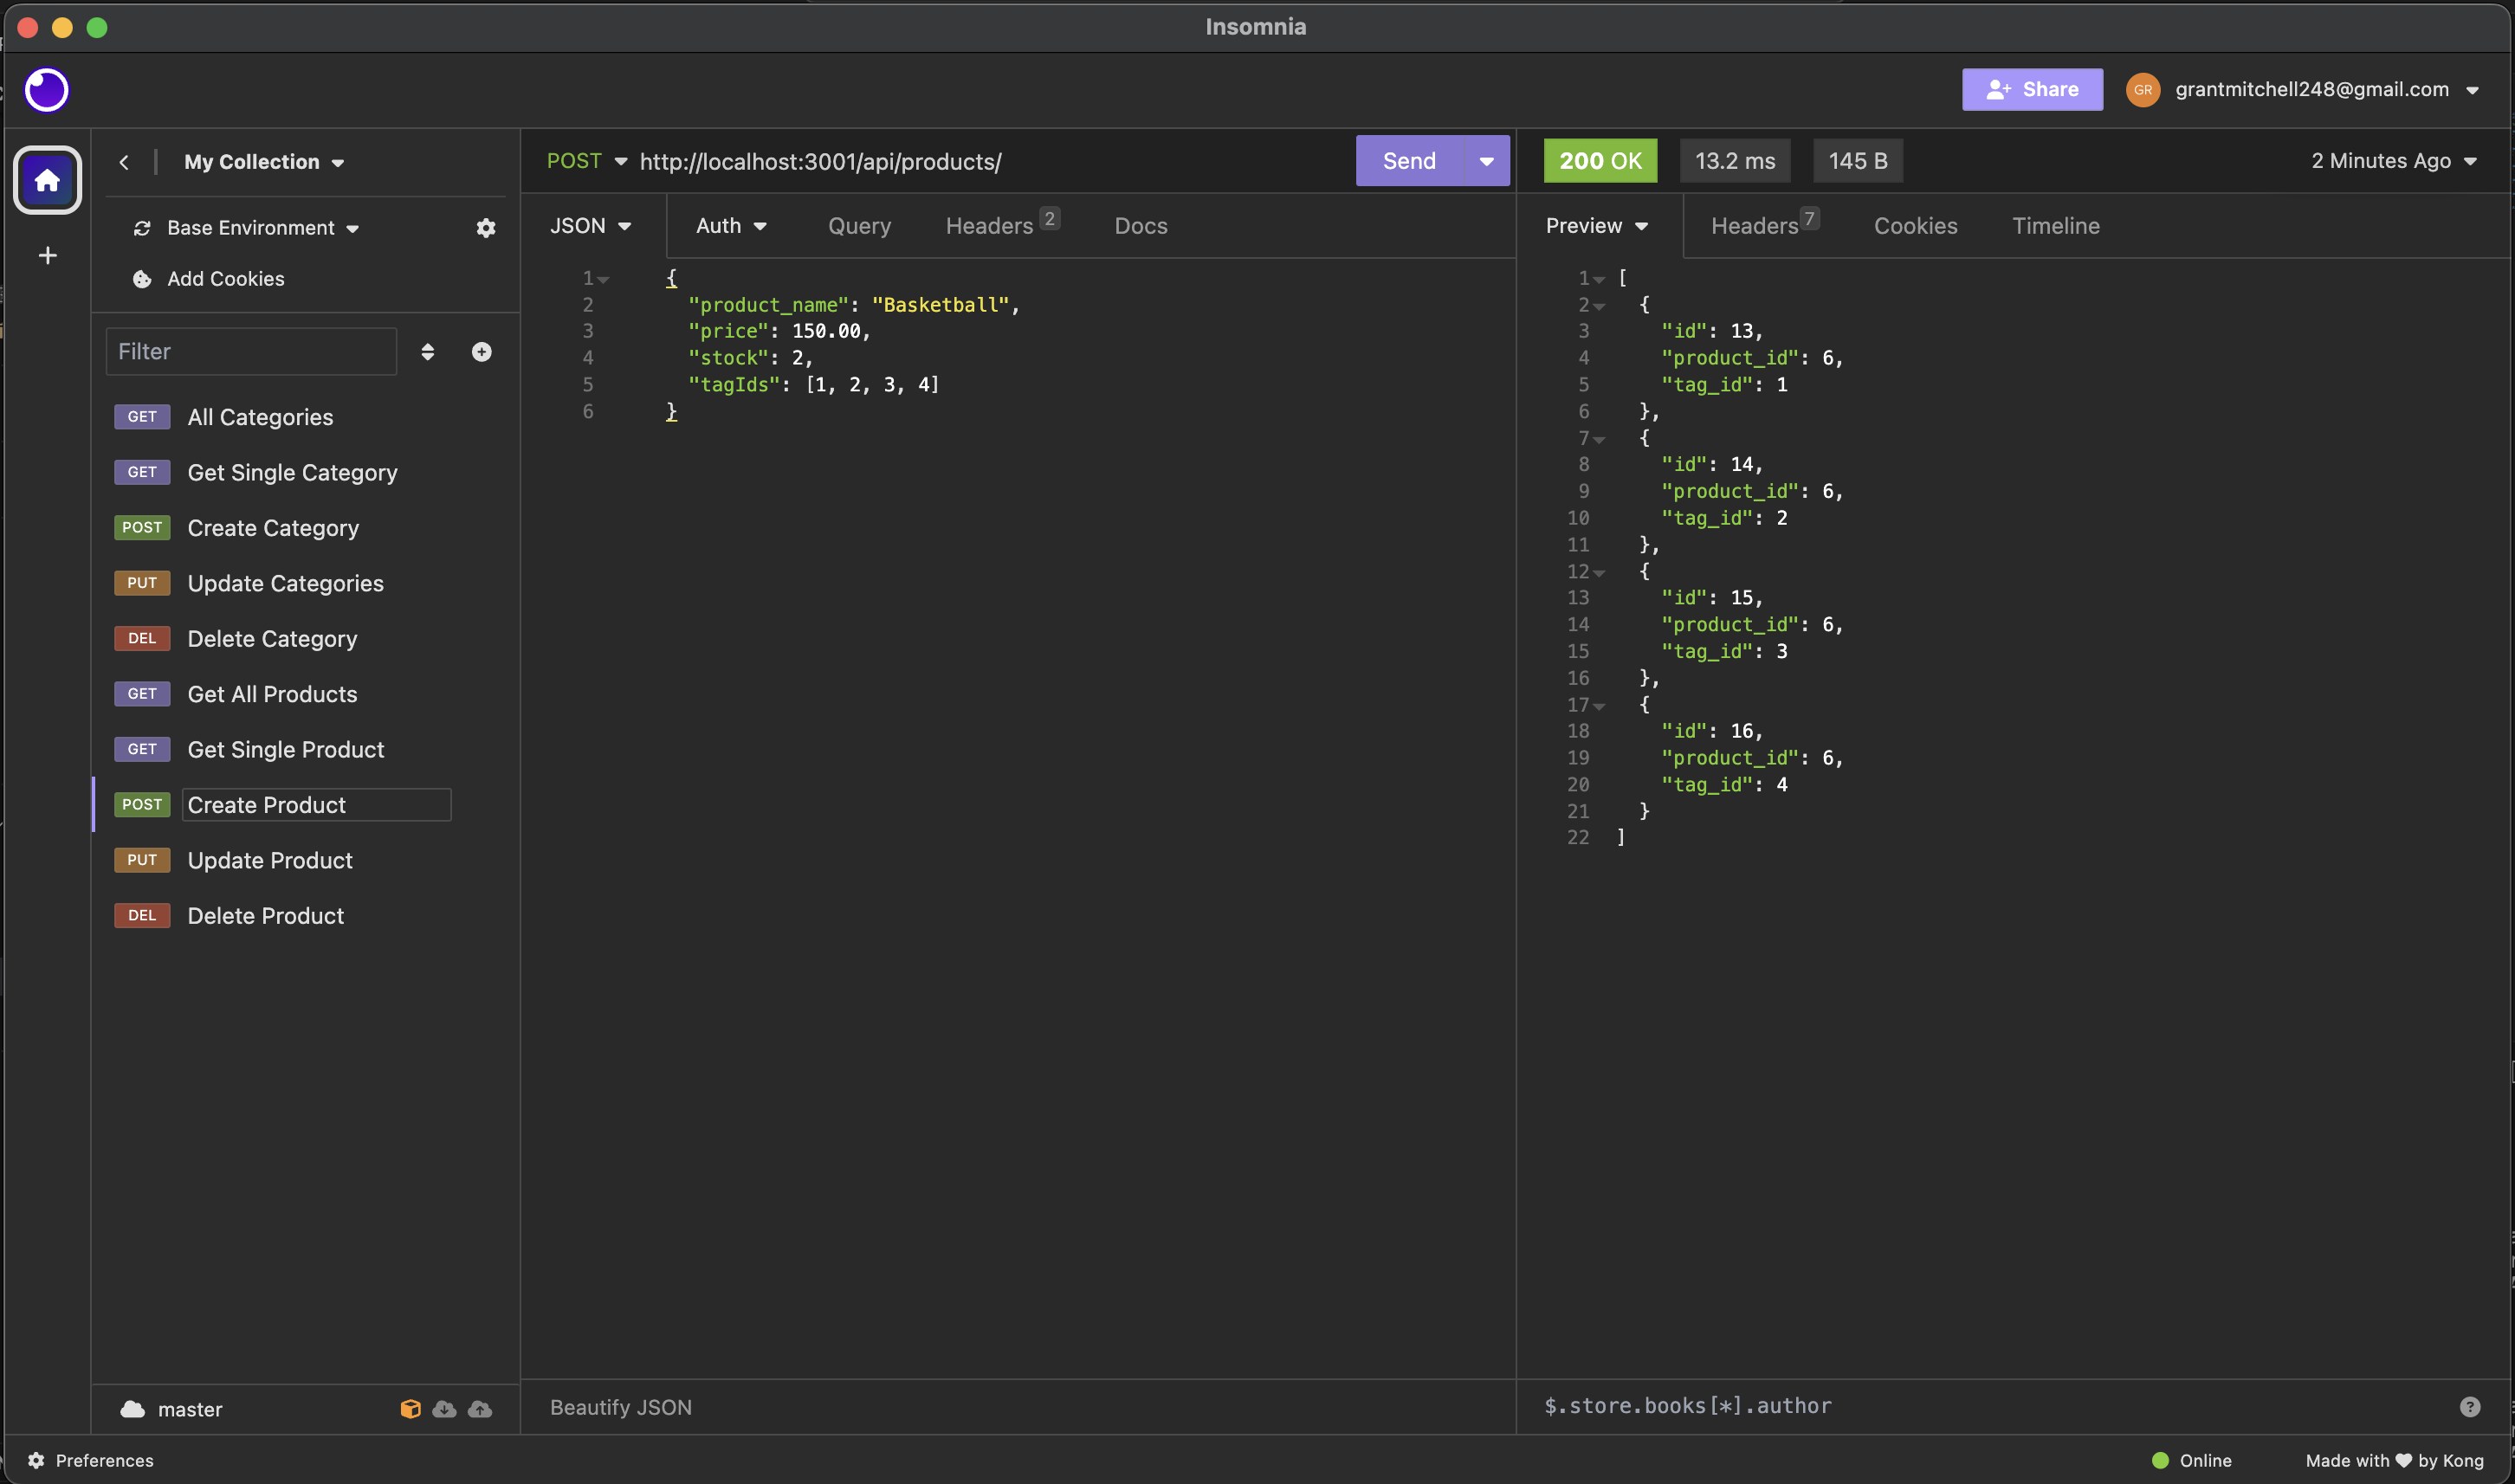 Insomnia
Share
GR
grantmitchell248@gmail.com
My Collection
Base Environment
Add Cookies
Filter
GET All Categories
GET Get Single Category
POST Create Category
PUT Update Categories
DEL Delete Category
GET Get All Products
GET Get Single Product
POST Create Product
PUT Update Product
DEL Delete Product
master
POST http://localhost:3001/api/products/
Send
JSON Auth Query Headers 2 Docs
1 {
2 "product_name": "Basketball",
3 "price": 150.00,
4 "stock": 2,
5 "tagIds": [1, 2, 3, 4]
6 }
Beautify JSON
200 OK 13.2 ms 145 B 2 Minutes Ago
Preview Headers 7 Cookies Timeline
1 [
2 {
3 "id": 13,
4 "product_id": 6,
5 "tag_id": 1
6 },
7 {
8 "id": 14,
9 "product_id": 6,
10 "tag_id": 2
11 },
12 {
13 "id": 15,
14 "product_id": 6,
15 "tag_id": 3
16 },
17 {
18 "id": 16,
19 "product_id": 6,
20 "tag_id": 4
21 }
22 ]
$.store.books[*].author
?
Preferences
Online
Made with ♥ by Kong